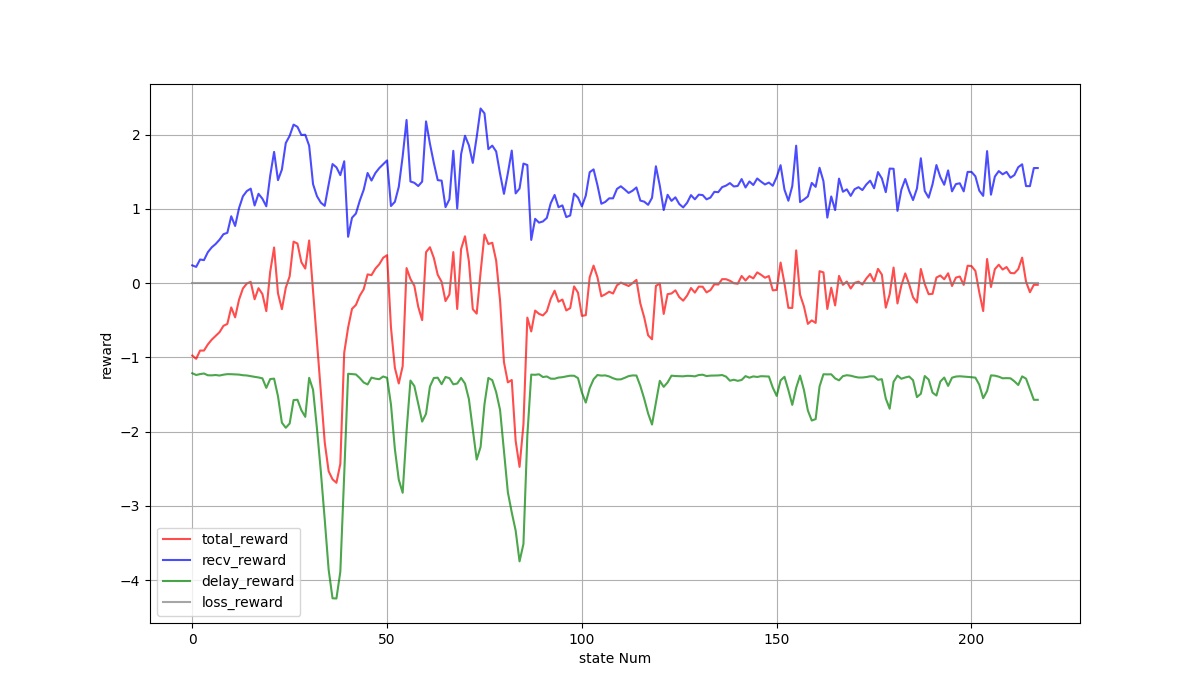 2
1
0
−1
−2
−3
−4
reward
total_reward
recv_reward
delay_reward
loss_reward
0 50 100 150 200
state Num